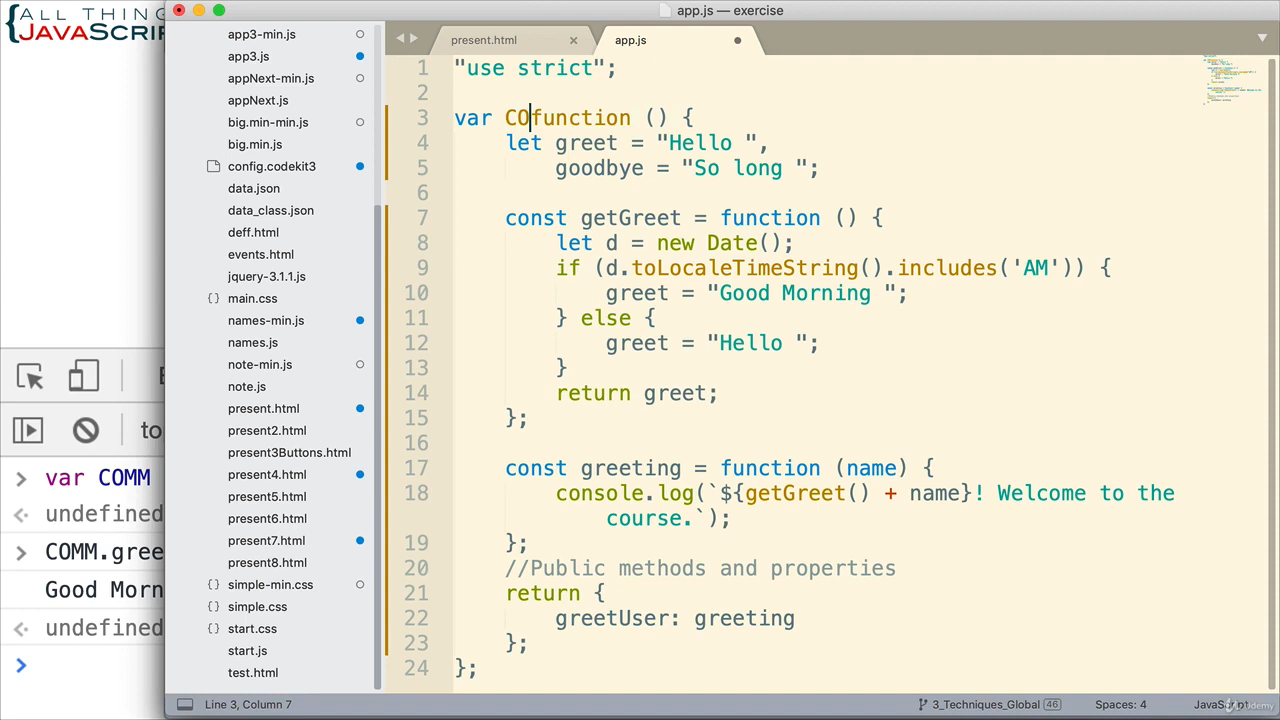 {ALL THIN
JAVASCRI
app.js — exercise
app3-min.js
app3.js
appNext-min.js
appNext.js
big.min-min.js
big.min.js
config.codekit3
data.json
data_class.json
deff.html
events.html
jquery-3.1.1.js
{} main.css
names-min.js
names.js
note-min.js
note.js
present.html
present2.html
present3Buttons.html
present4.html
present5.html
present6.html
present7.html
present8.html
{} simple-min.css
{} simple.css
{} start.css
start.js
test.html
present.html ×
app.js
1 "use strict";
2
3 var COfunction () {
4 let greet = "Hello ",
5 goodbye = "So long ";
6
7 const getGreet = function () {
8 let d = new Date();
9 if (d.toLocaleTimeString().includes('AM')) {
10 greet = "Good Morning ";
11 } else {
12 greet = "Hello ";
13 }
14 return greet;
15 };
16
17 const greeting = function (name) {
18 console.log(`${getGreet() + name}! Welcome to the
course.`);
19 };
20 //Public methods and properties
21 return {
22 greetUser: greeting
23 };
24 };
to
> var COMM
undefined
> COMM.gree
Good Morn
undefined
>
Line 3, Column 7
3_Techniques_Global 46
Spaces: 4
JavaScript
Udemy